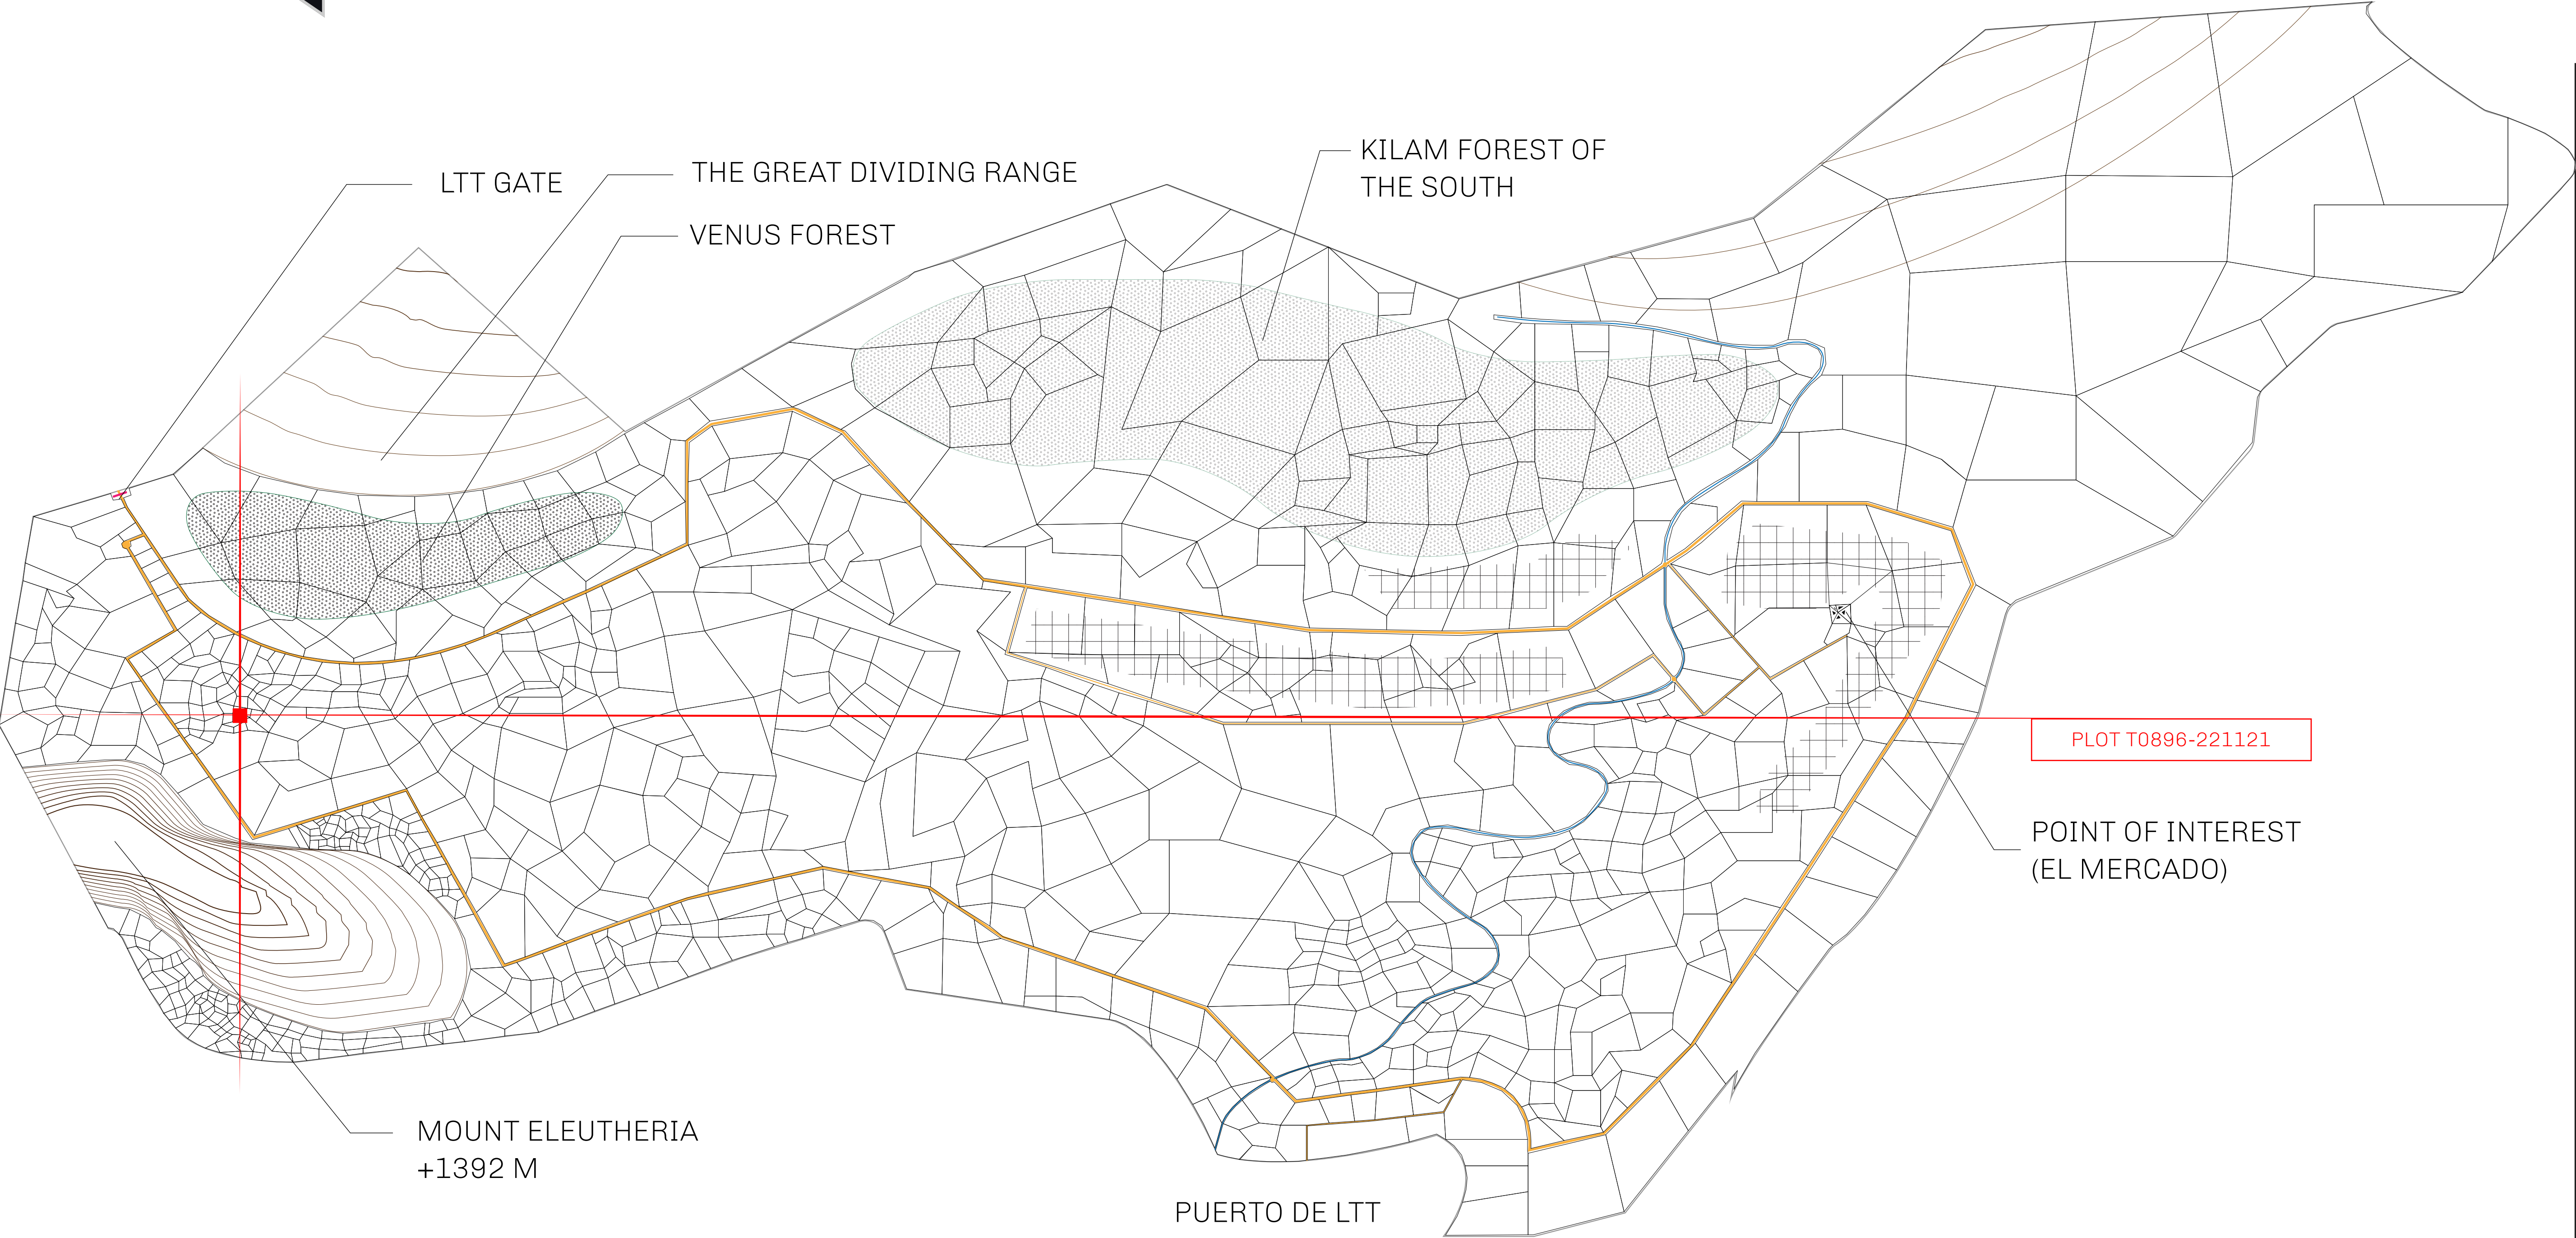 KILAM FOREST OF
THE SOUTH
THE GREAT DIVIDING RANGE
LTT GATE
VENUS FOREST
PLOT T0896-221121
POINT OF INTEREST
(EL MERCADO)
MOUNT ELEUTHERIA
+1392 M
PUERTO DE LTT